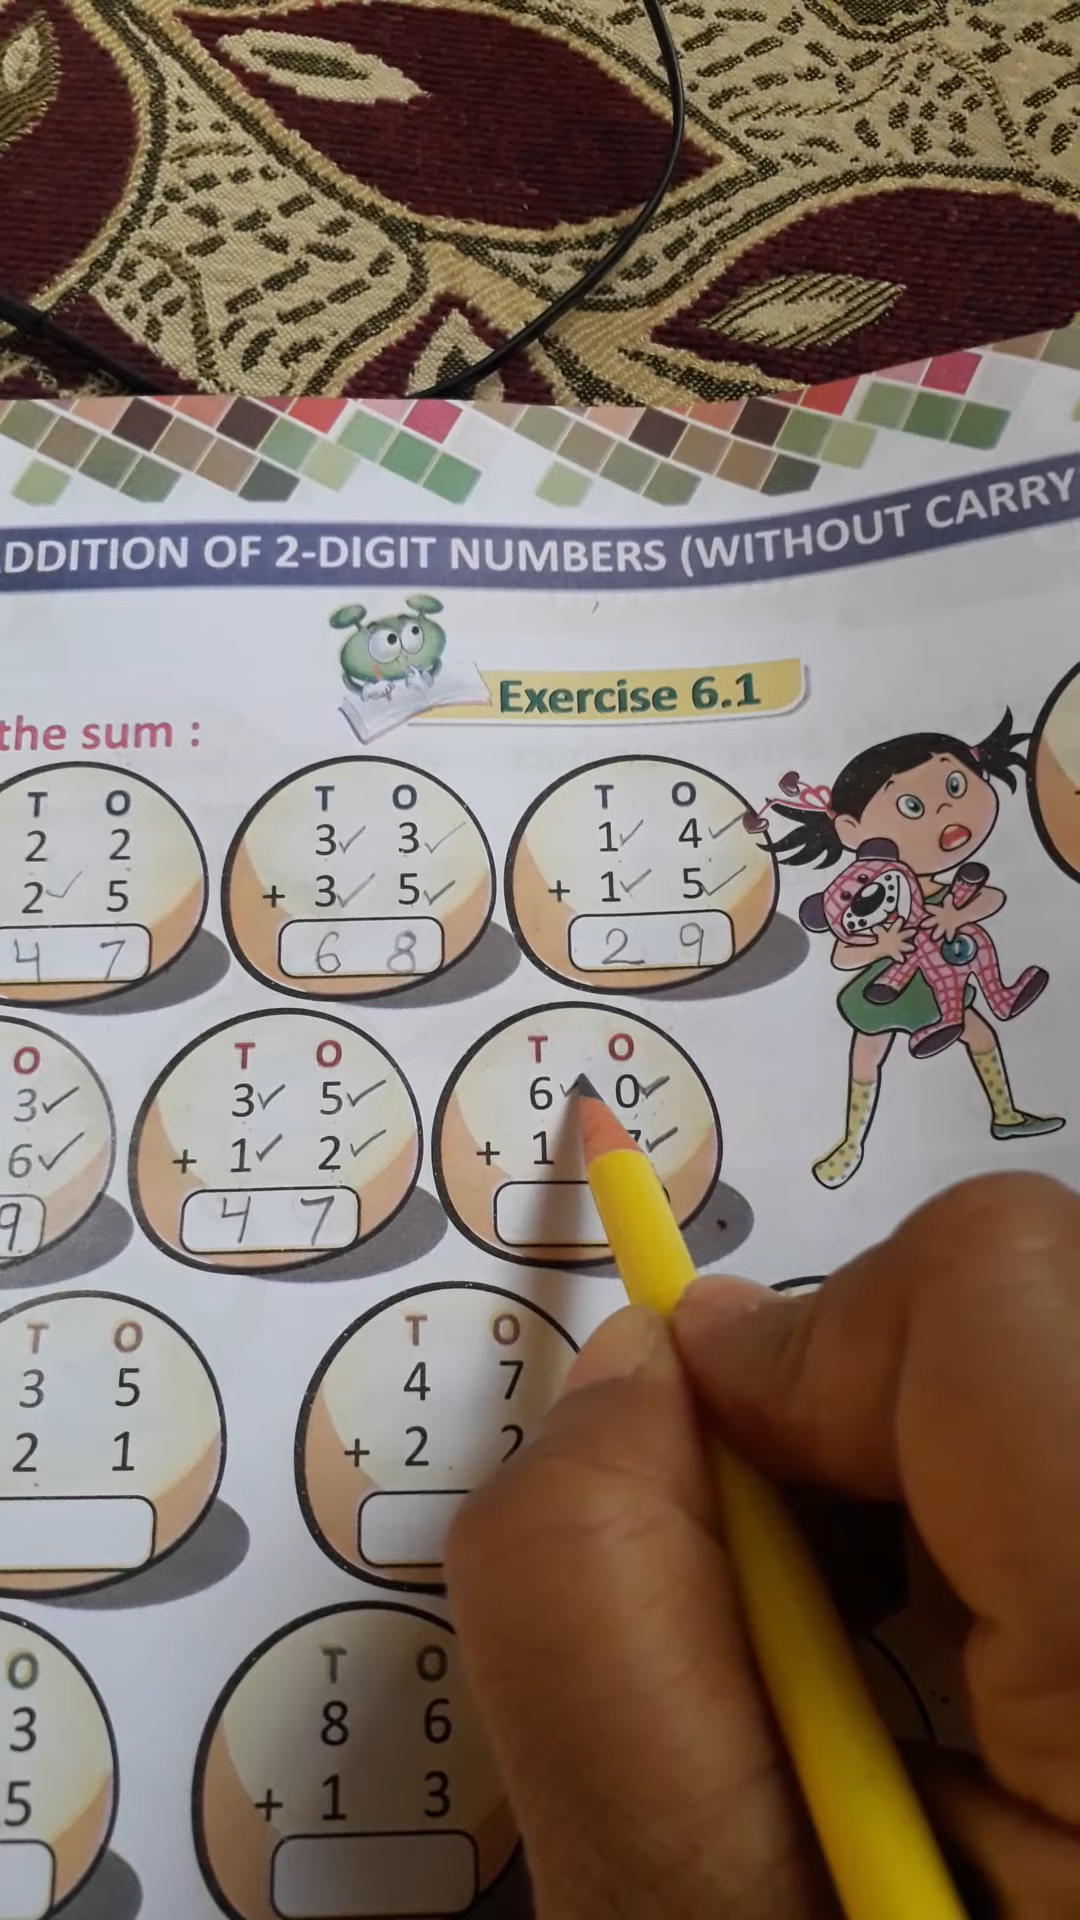 DDITION OF 2-DIGIT NUMBERS (WITHOUT CARRY
Exercise 6.1
the sum :
T O T O T O
2 2 3 3 1 4
2 5 + 3 5 + 1 5
4 7 6 8 2 9
O T O T O
3 3 5 6 0
6 + 1 2 + 1
9 4 7
T O T O
3 5 4 7
2 1 + 2 2
O T O
3 8 6
5 + 1 3